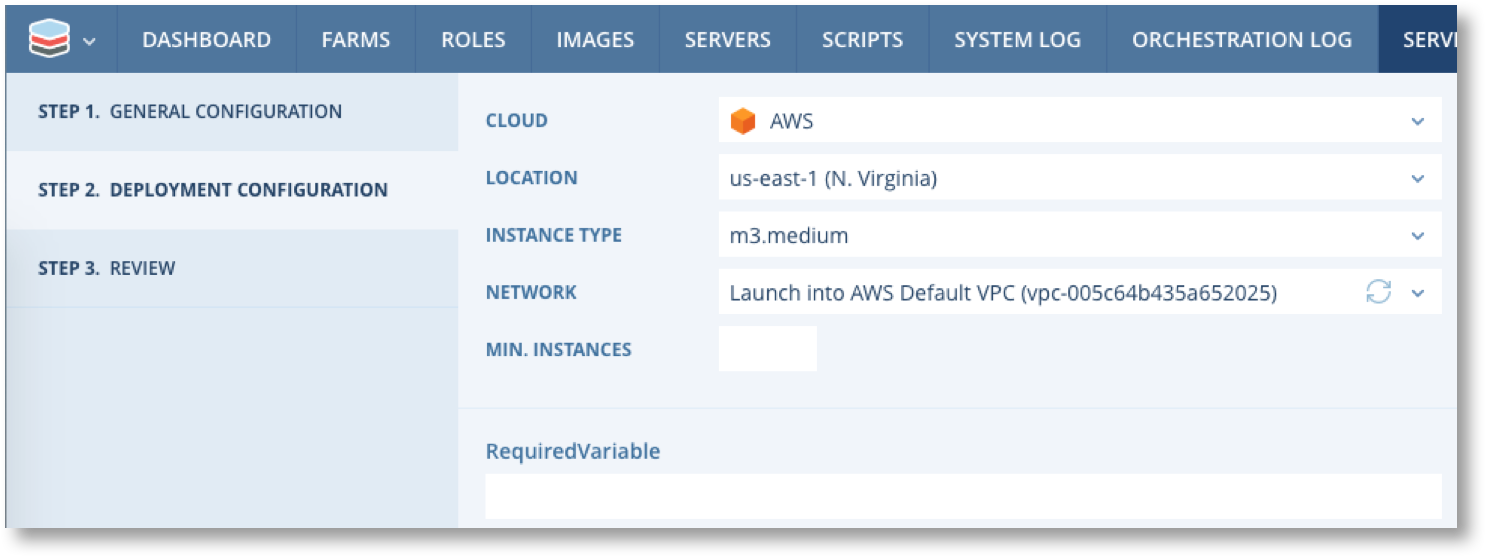 DASHBOARD FARMS ROLES IMAGES SERVERS SCRIPTS SYSTEM LOG ORCHESTRATION LOG
STEP 1. GENERAL CONFIGURATION
STEP 2. DEPLOYMENT CONFIGURATION
STEP 3. REVIEW
CLOUD AWS
LOCATION us-east-1 (N. Virginia)
INSTANCE TYPE m3.medium
NETWORK Launch into AWS Default VPC (vpc-005c64b435a652025)
MIN. INSTANCES
RequiredVariable